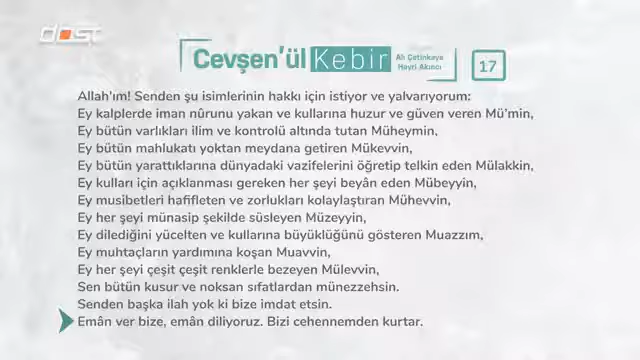 dost
Cevşen'ül Kebir
Ali Çetinkaya
Hayri Akıncı
17
Allah'ım! Senden şu isimlerinin hakkı için istiyor ve yalvarıyorum:
Ey kalplerde iman nûrunu yakan ve kullarına huzur ve güven veren Mü'min,
Ey bütün varlıkları ilim ve kontrolü altında tutan Müheymin,
Ey bütün mahlukatı yoktan meydana getiren Mükevvin,
Ey bütün yarattıklarına dünyadaki vazifelerini öğretip telkin eden Mülakkin,
Ey kulları için açıklanması gereken her şeyi beyân eden Mübeyyin,
Ey musibetleri hafifleten ve zorlukları kolaylaştıran Mühevvin,
Ey her şeyi münasip şekilde süsleyen Müzeyyin,
Ey dilediğini yücelten ve kullarına büyüklüğünü gösteren Muazzım,
Ey muhtaçların yardımına koşan Muavvin,
Ey her şeyi çeşit çeşit renklerle bezeyen Mülevvin,
Sen bütün kusur ve noksan sıfatlardan münezzehsin.
Senden başka ilah yok ki bize imdat etsin.
Emân ver bize, emân diliyoruz. Bizi cehennemden kurtar.